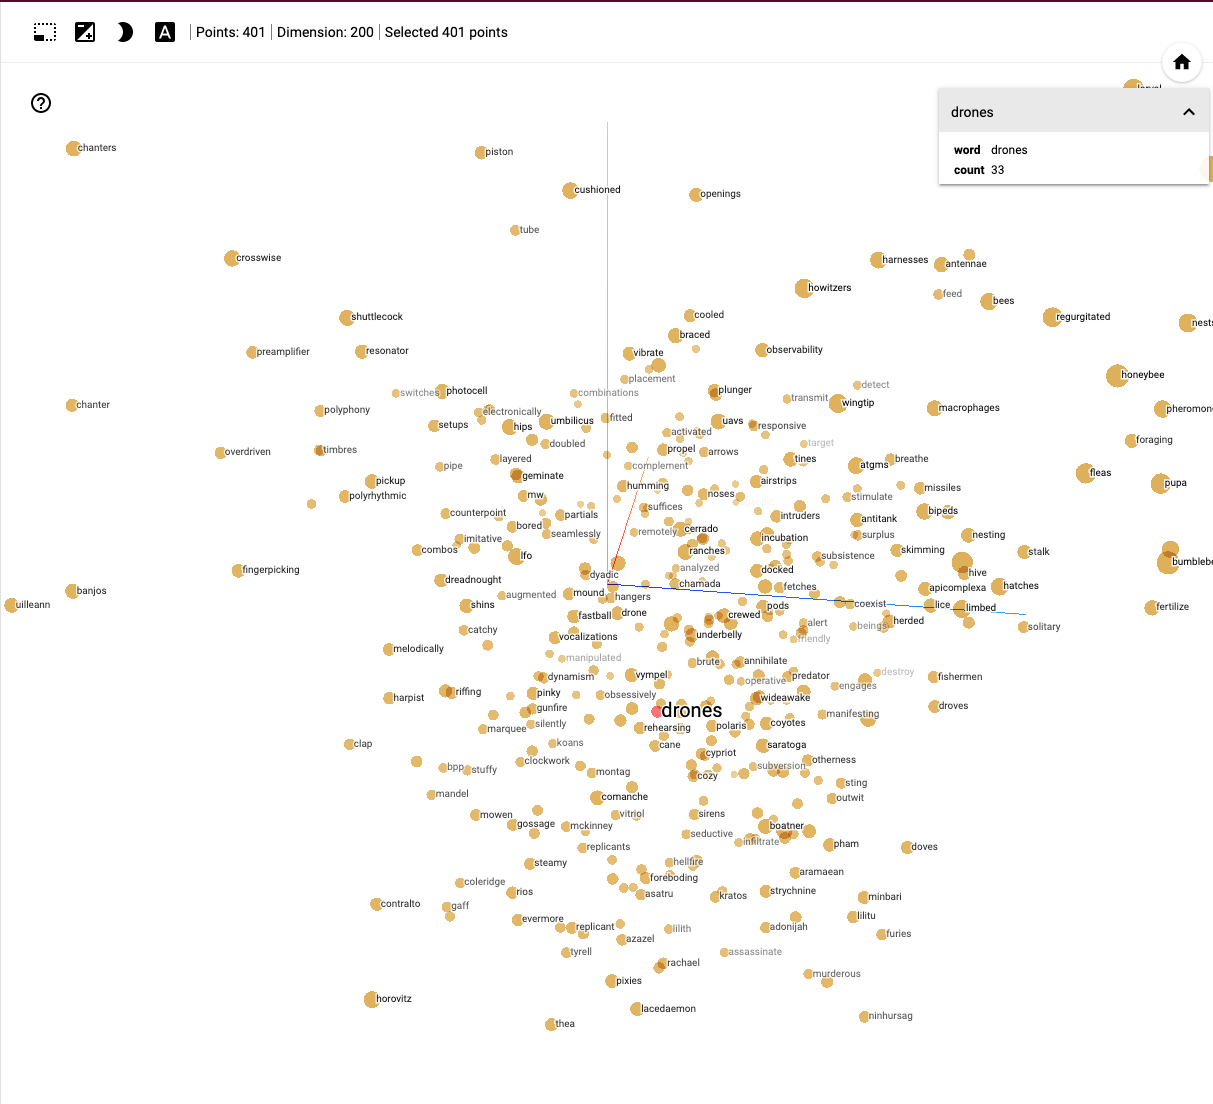 Points: 401 | Dimension: 200 | Selected 401 points
drones
word drones
count 33
chanters
piston
cushioned
openings
tube
crosswise
harnesses
antennae
howitzers
feed
bees
shuttlecock
cooled
regurgitated
nests
braced
preamplifier
resonator
vibrate
observability
placement
honeybee
switches
photocell
combinations
plunger
detect
transmit
wingtip
chanter
polyphony
electronically
macrophages
pheromon
setups
hips
umbilicus
fitted
uavs
responsive
activated
foraging
doubled
target
overdriven
timbres
propel
arrows
layered
tines
breathe
pipe
complement
atgms
fleas
geminate
pickup
airstrips
pupa
humming
missiles
polyrhythmic
mw
noses
stimulate
suffices
counterpoint
partials
intruders
bipeds
antitank
bored
seamlessly
remotely
cerrado
surplus
nesting
imitative
incubation
combos
ranches
skimming
stalk
lfo
subsistence
bumblebe
analyzed
docked
fingerpicking
dyadic
hive
dreadnought
chamada
fetches
apicomplexa
hatches
banjos
augmented
mound
hangers
uilleann
shins
pods
coexist
lice
limbed
fertilize
fastball
drone
crewed
herded
catchy
alert
beings
solitary
vocalizations
underbelly
friendly
melodically
manipulated
brute
annihilate
dynamism
vympel
predator
destroy
fishermen
operative
engages
riffing
pinky
obsessively
harpist
wideawake
gunfire
drones
droves
manifesting
marquee
silently
rehearsing
polaris
coyotes
clap
koans
cane
saratoga
cypriot
clockwork
otherness
bpp
stuffy
montag
cozy
subversion
sting
mandel
comanche
outwit
mowen
vitriol
sirens
gossage
mckinney
boatner
seductive
infiltrate
replicants
pham
doves
steamy
hellfire
aramaean
foreboding
coleridge
rios
asatru
kratos
strychnine
minbari
contralto
gaff
lilitu
evermore
replicant
lilith
adonijah
azazel
furies
tyrell
assassinate
rachael
murderous
pixies
horovitz
lacedaemon
ninhursag
thea